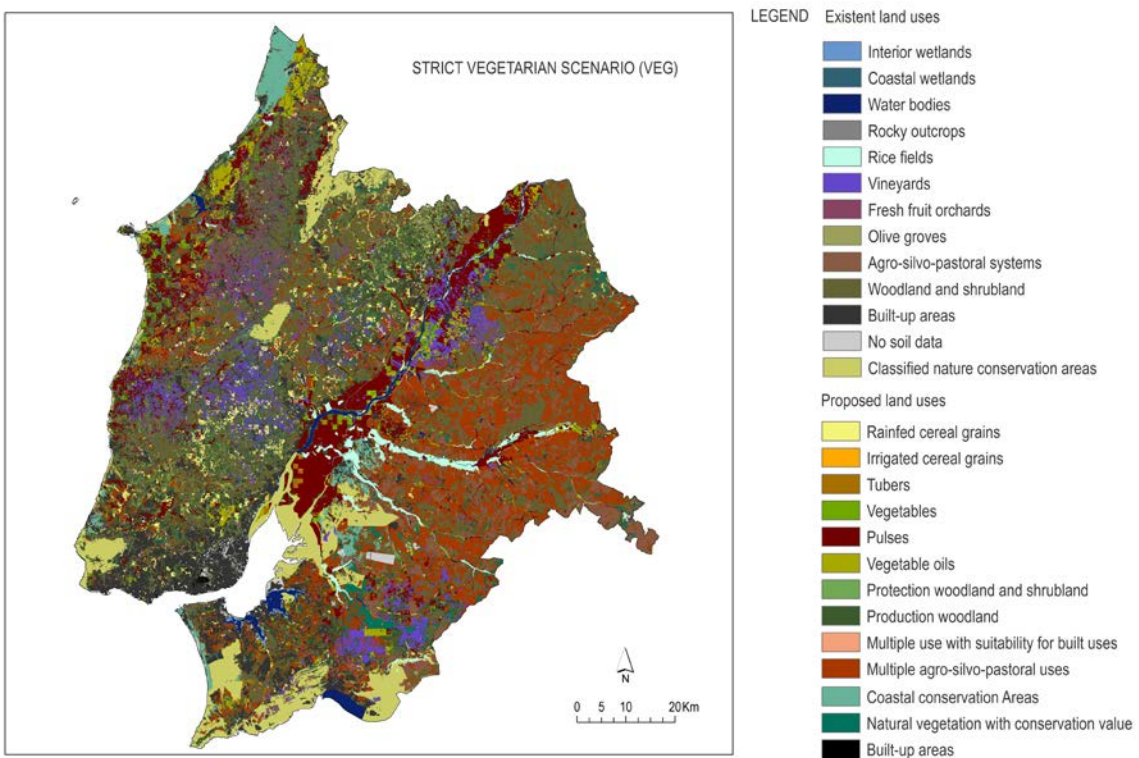 LEGEND Existent land uses
Interior wetlands
Coastal wetlands
Water bodies
Rocky outcrops
Rice fields
Vineyards
Fresh fruit orchards
Olive groves
Agro-silvo-pastoral systems
Woodland and shrubland
Built-up areas
No soil data
Classified nature conservation areas
Proposed land uses
Rainfed cereal grains
Irrigated cereal grains
Tubers
Vegetables
Pulses
Vegetable oils
Protection woodland and shrubland
Production woodland
Multiple use with suitability for built uses
Multiple agro-silvo-pastoral uses
Coastal conservation Areas
Natural vegetation with conservation value
Built-up areas
STRICT VEGETARIAN SCENARIO (VEG)
N
0 5 10 20Km